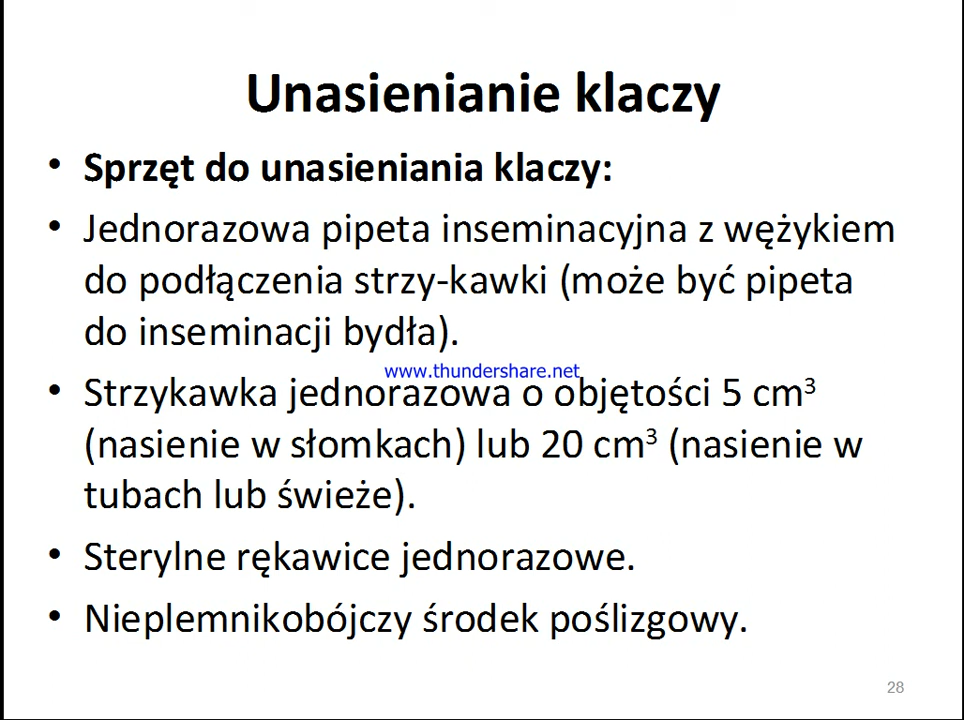 Unasienianie klaczy
• Sprzęt do unasieniania klaczy:
• Jednorazowa pipeta inseminacyjna z wężykiem
do podłączenia strzy-kawki (może być pipeta
do inseminacji bydła).
www.thundershare.net
• Strzykawka jednorazowa o objętości 5 cm³
(nasienie w słomkach) lub 20 cm³ (nasienie w
tubach lub świeże).
• Sterylne rękawice jednorazowe.
• Nieplemnikobójczy środek poślizgowy.
28